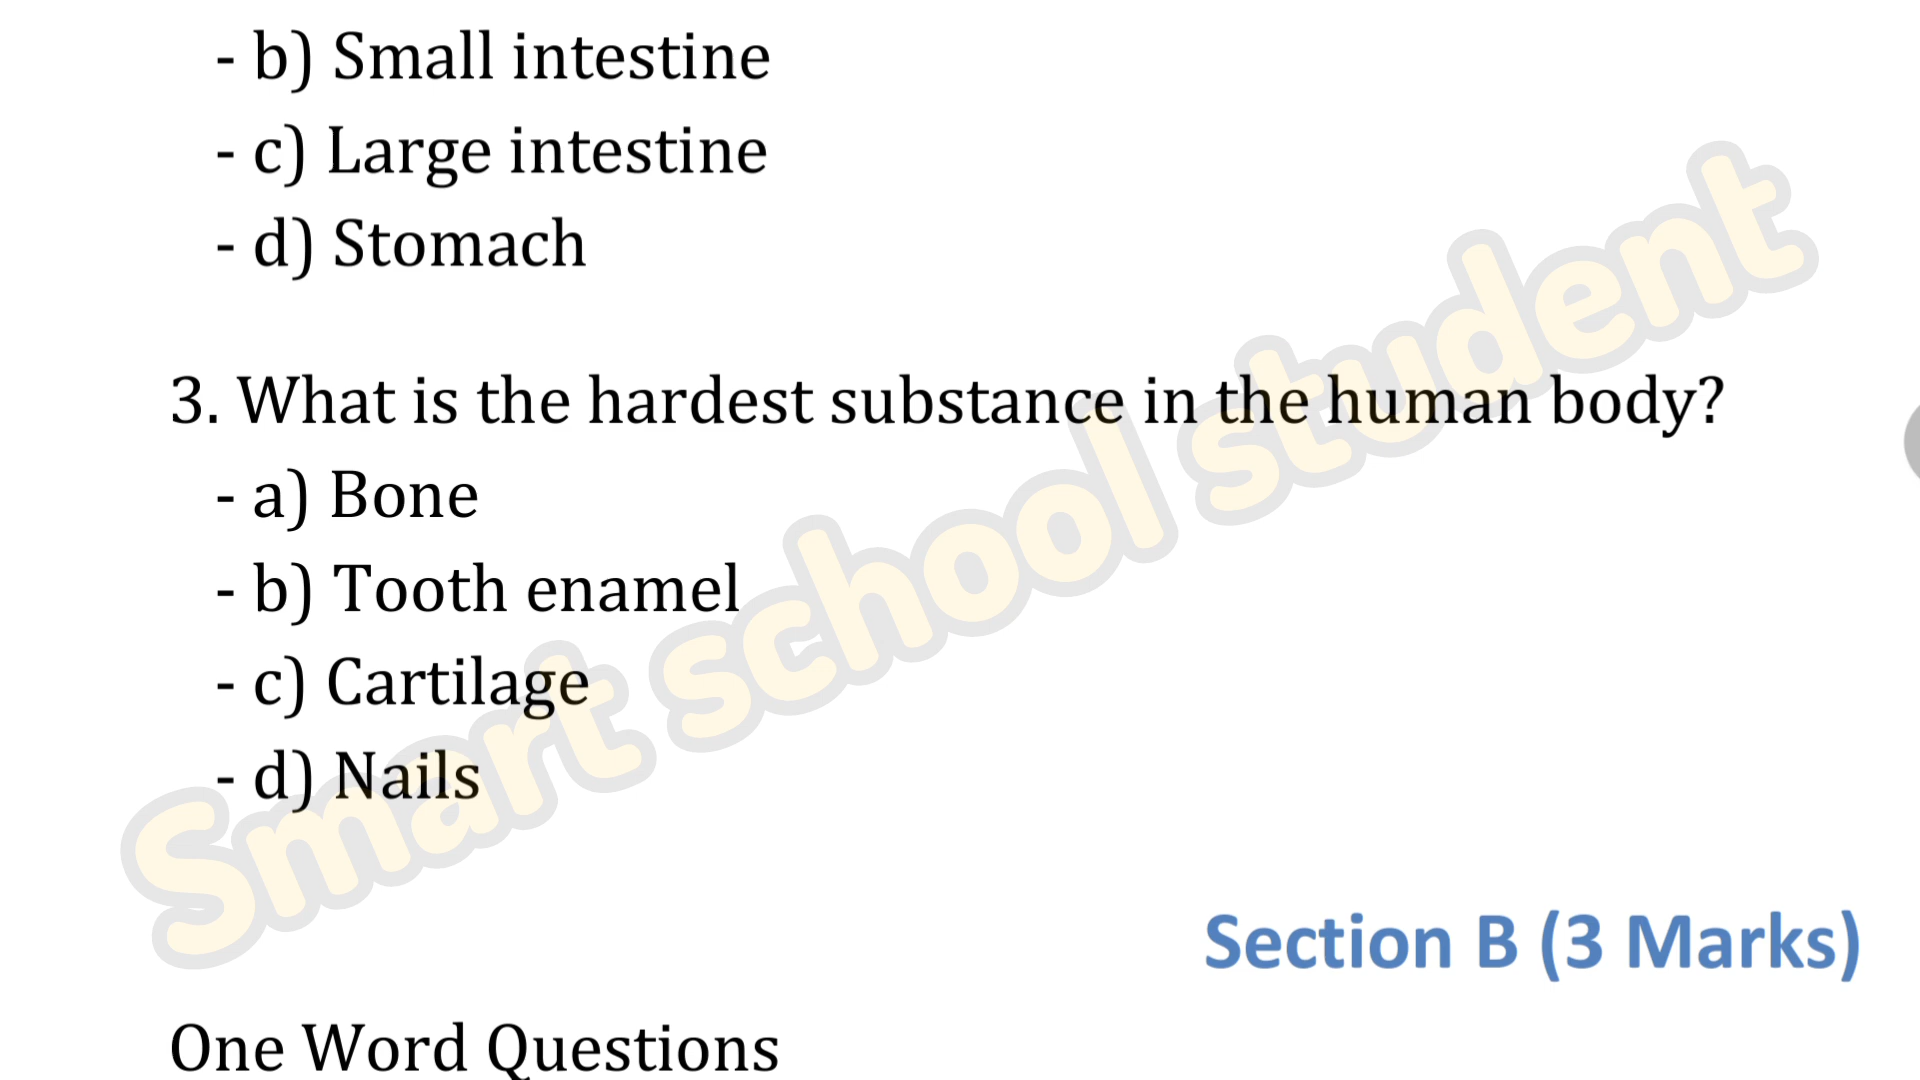 - b) Small intestine
- c) Large intestine
- d) Stomach
3. What is the hardest substance in the human body?
- a) Bone
- b) Tooth enamel
- c) Cartilage
- d) Nails
Smart school student
Section B (3 Marks)
One Word Questions